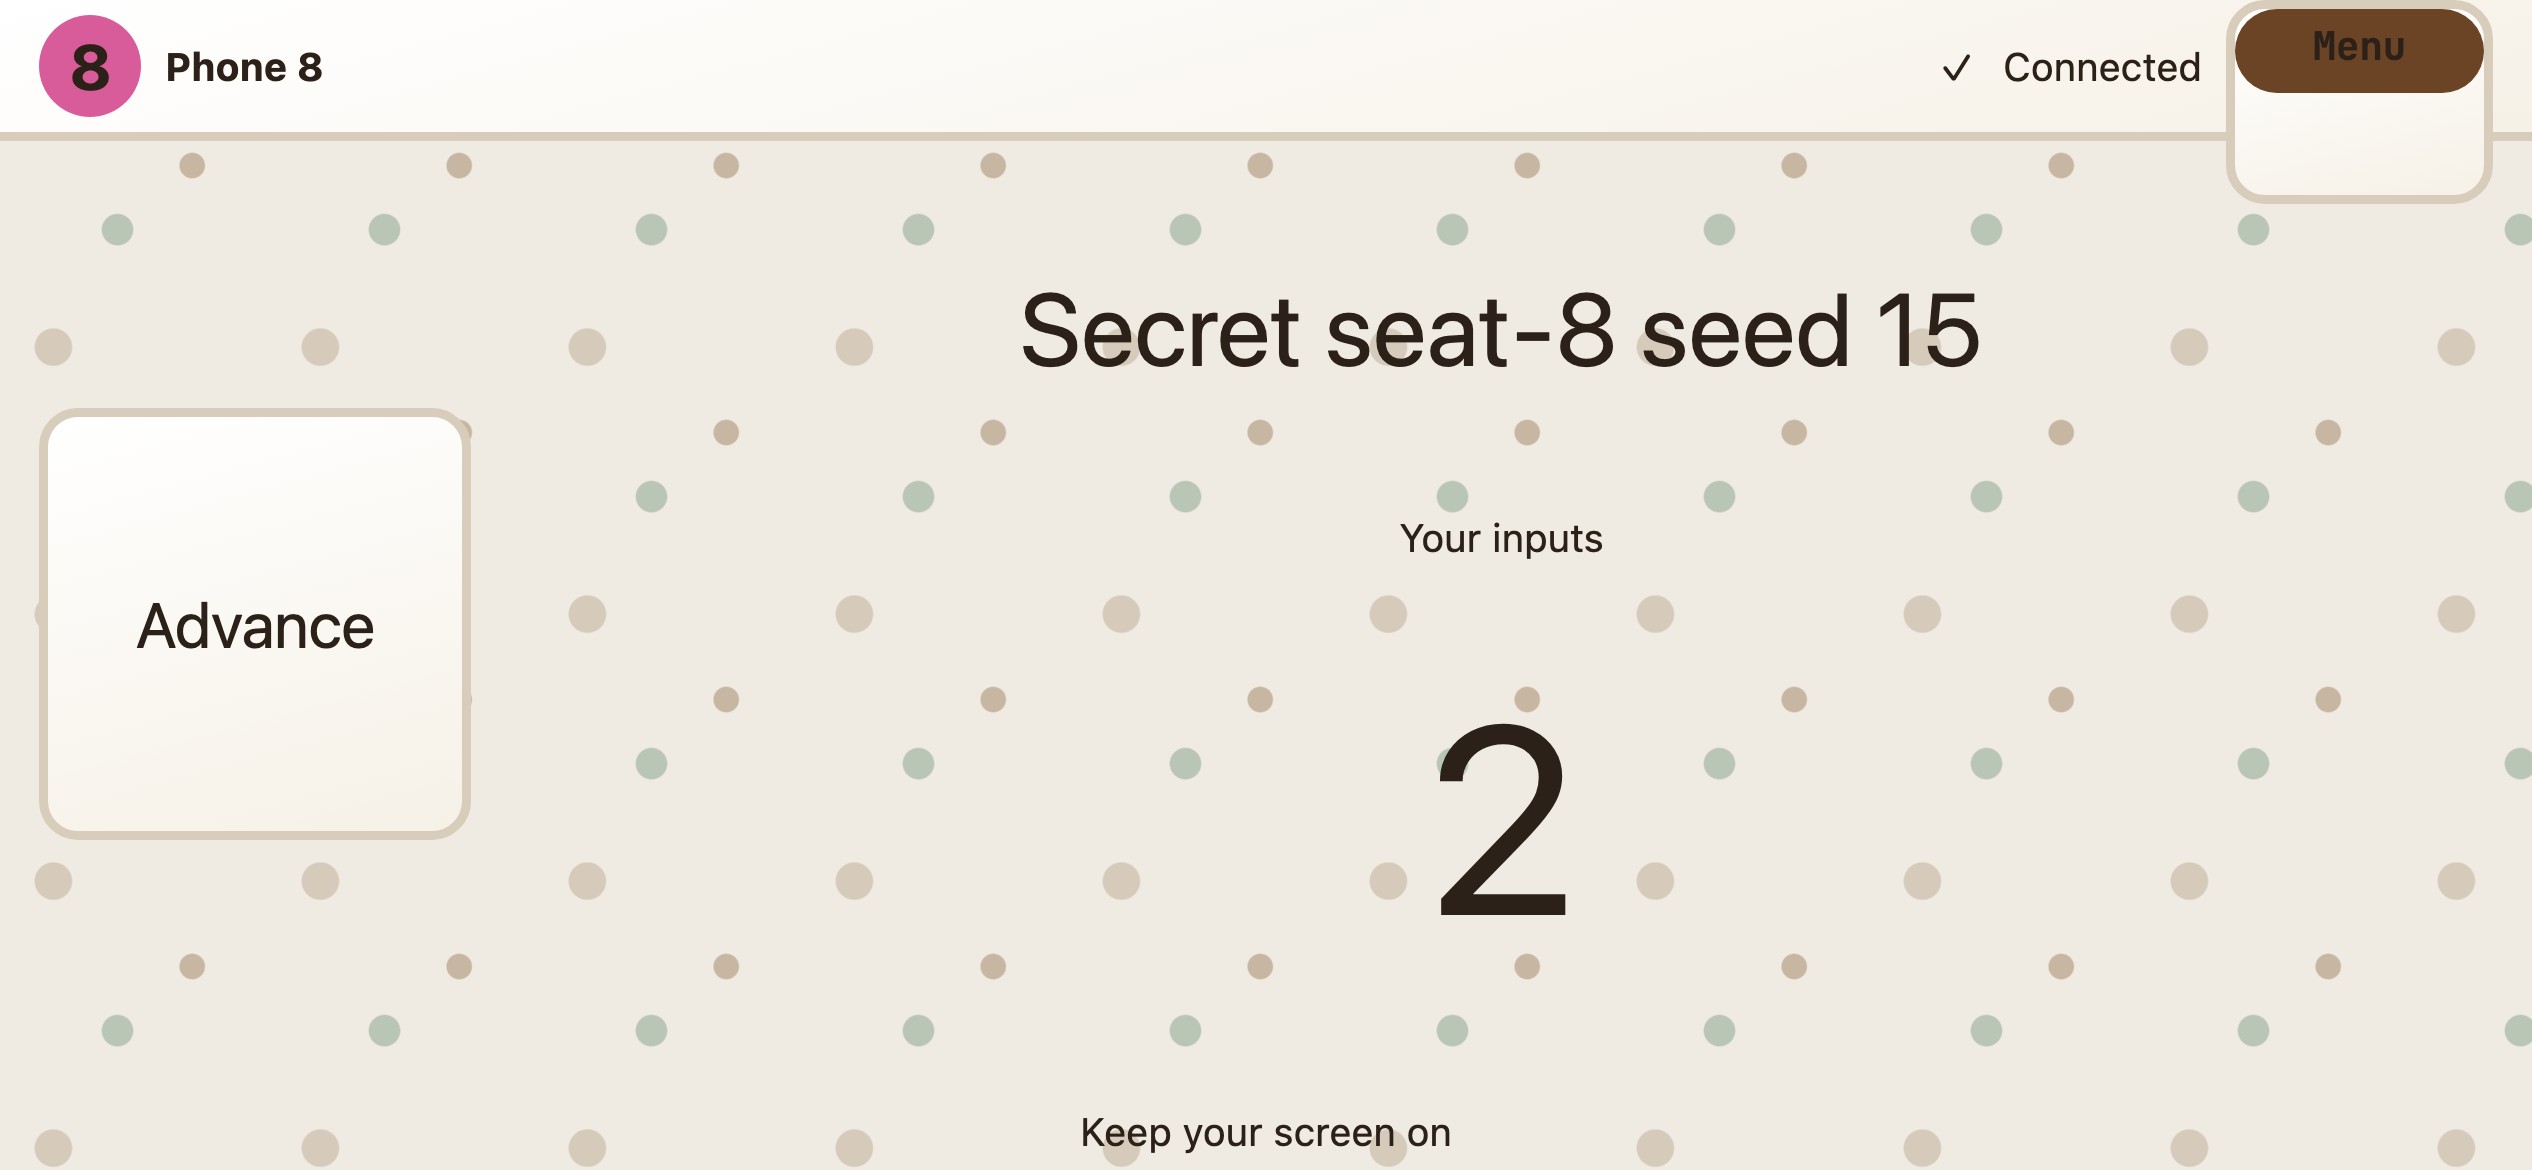 8 Phone 8 ✓ Connected Menu
Secret seat-8 seed 15
Your inputs
Advance
2
Keep your screen on